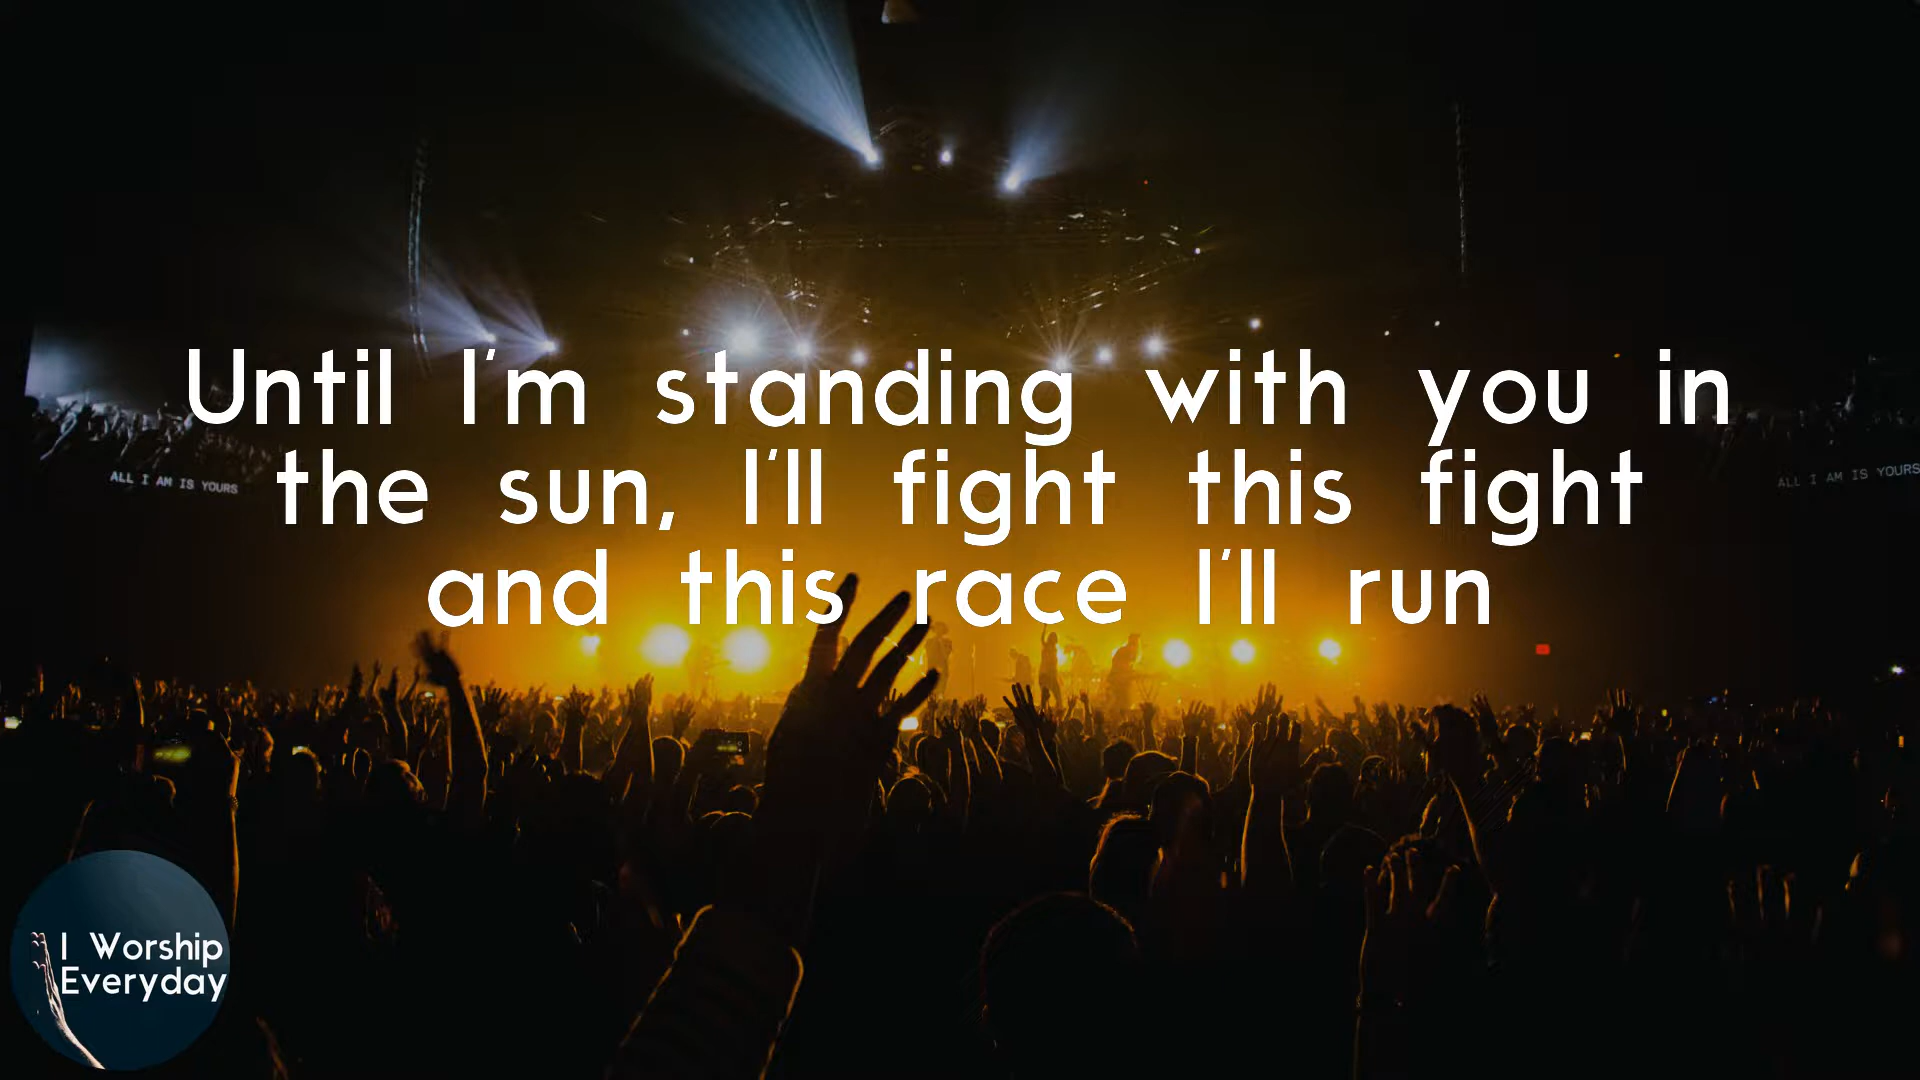 Until I'm standing with you in
the sun, I'll fight this fight
and this race I'll run
ALL I AM IS YOURS
ALL I AM IS YOURS
I Worship
Everyday